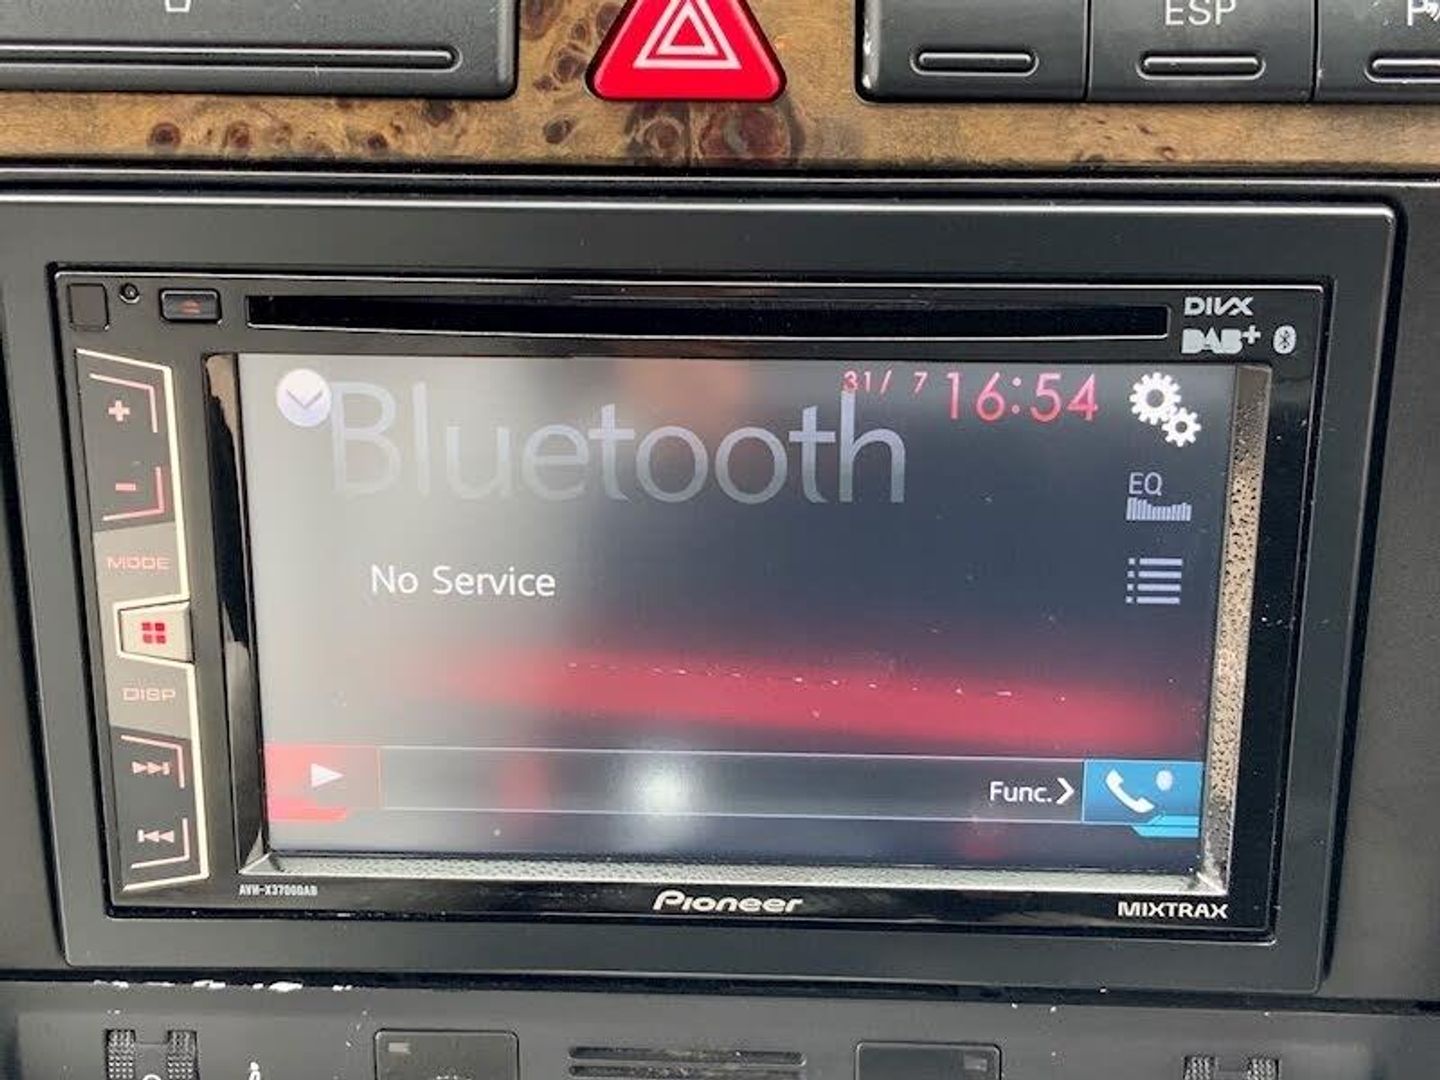 ESP
DIVX
DAB+
31/ 7 16:54
Bluetooth
EQ
No Service
MODE
DISP
Func.
AVH-X3700DAB
Pioneer
MIXTRAX